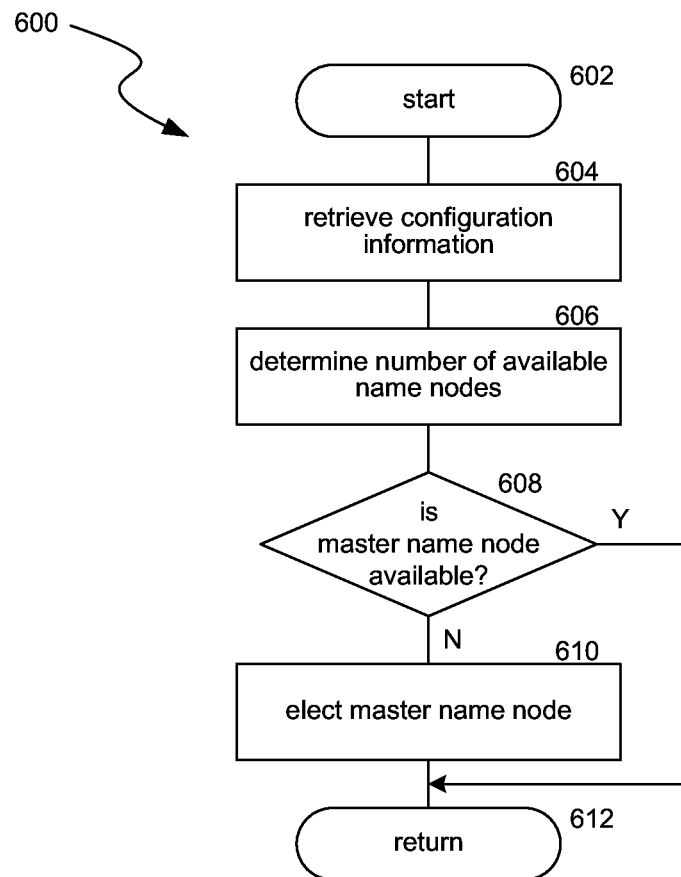 600
602
start
604
retrieve configuration
information
606
determine number of available
name nodes
608
is
master name node
available?
Y
N
610
elect master name node
612
return